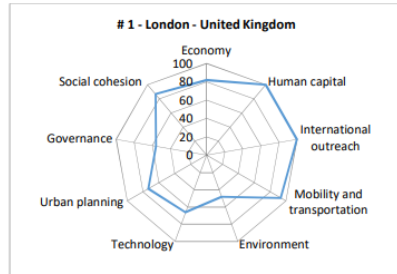 # 1 - London - United Kingdom
Economy
100
80
60
40
20
0
Human capital
International
outreach
Mobility and
transportation
Environment
Technology
Urban planning
Governance
Social cohesion